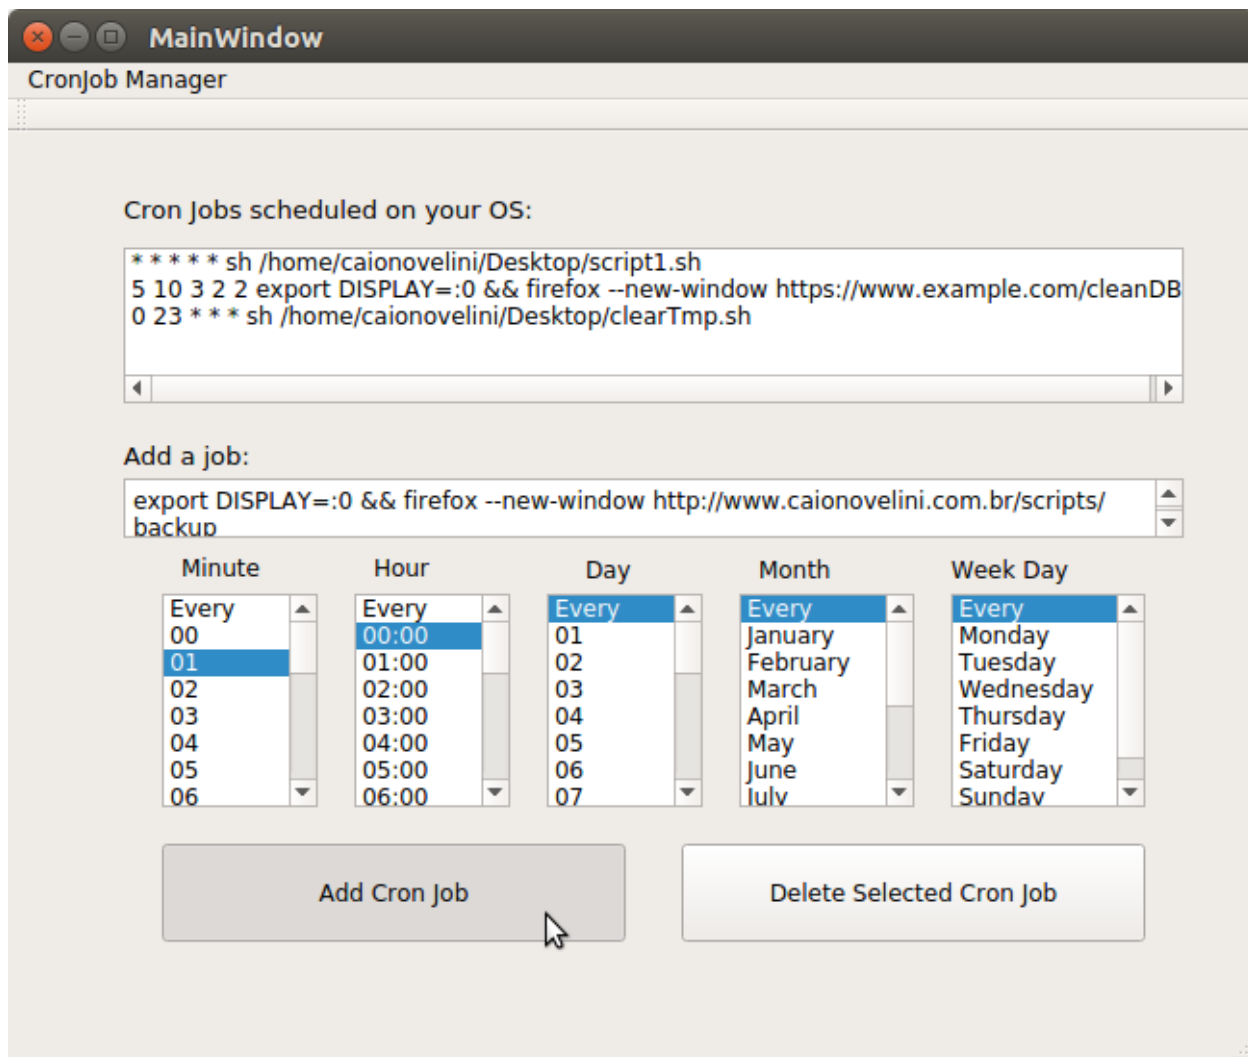 MainWindow
CronJob Manager
Cron Jobs scheduled on your OS:
* * * * * sh /home/caionovelini/Desktop/script1.sh
5 10 3 2 2 export DISPLAY=:0 && firefox --new-window https://www.example.com/cleanDB
0 23 * * * sh /home/caionovelini/Desktop/clearTmp.sh
Add a job:
export DISPLAY=:0 && firefox --new-window http://www.caionovelini.com.br/scripts/
backup
Minute Hour Day Month Week Day
Every Every Every Every Every
00 00:00 01 January Monday
01 01:00 02 February Tuesday
02 02:00 03 March Wednesday
03 03:00 04 April Thursday
04 04:00 05 May Friday
05 05:00 06 June Saturday
06 06:00 07 July Sunday
Add Cron Job Delete Selected Cron Job